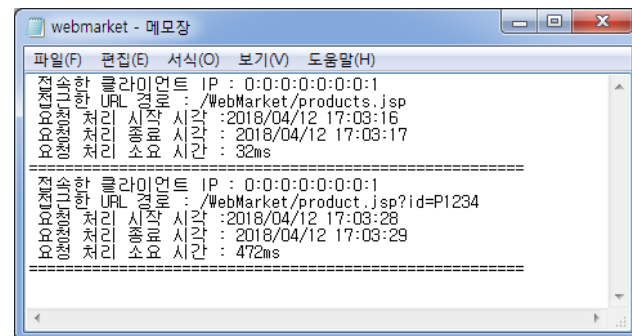 webmarket - 메모장
파일(F) 편집(E) 서식(O) 보기(V) 도움말(H)
접속한 클라이언트 IP : 0:0:0:0:0:0:0:1
접근한 URL 경로 : /WebMarket/products.jsp
요청 처리 시작 시각 :2018/04/12 17:03:16
요청 처리 종료 시각 : 2018/04/12 17:03:17
요청 처리 소요 시간 : 32ms
=======================================================
접속한 클라이언트 IP : 0:0:0:0:0:0:0:1
접근한 URL 경로 : /WebMarket/product.jsp?id=P1234
요청 처리 시작 시각 :2018/04/12 17:03:28
요청 처리 종료 시각 : 2018/04/12 17:03:29
요청 처리 소요 시간 : 472ms
=======================================================